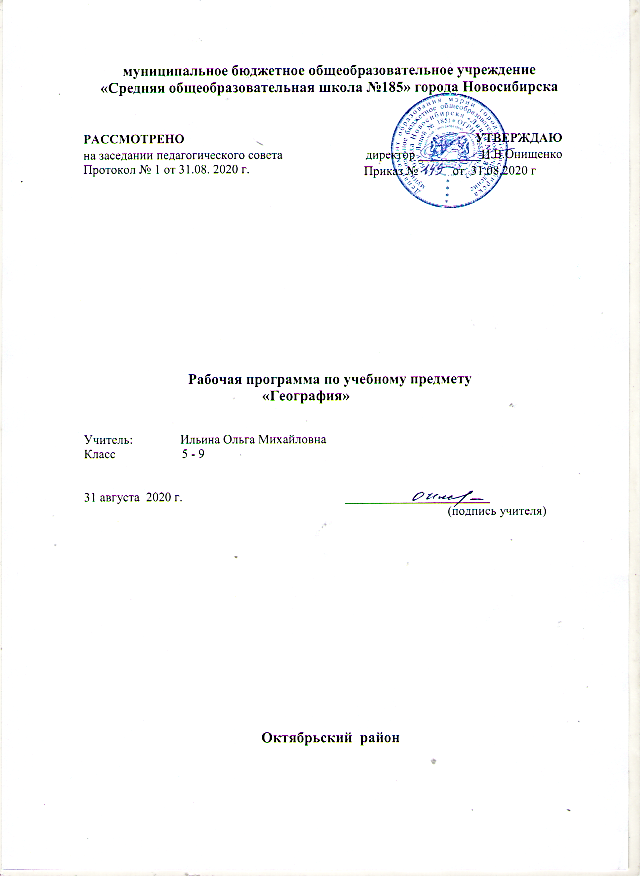 муниципальное бюджетное общеобразовательное учреждение
«Средняя общеобразовательная школа №185» города Новосибирска
РАССМОТРЕНО УТВЕРЖДАЮ
на заседании педагогического совета директор И.В.Онищенко
Протокол № 1 от 31.08. 2020 г. Приказ № от 31.08.2020 г
Рабочая программа по учебному предмету
«География»
Учитель: Ильина Ольга Михайловна
Класс 5 - 9
31 августа 2020 г.
(подпись учителя)
Октябрьский район